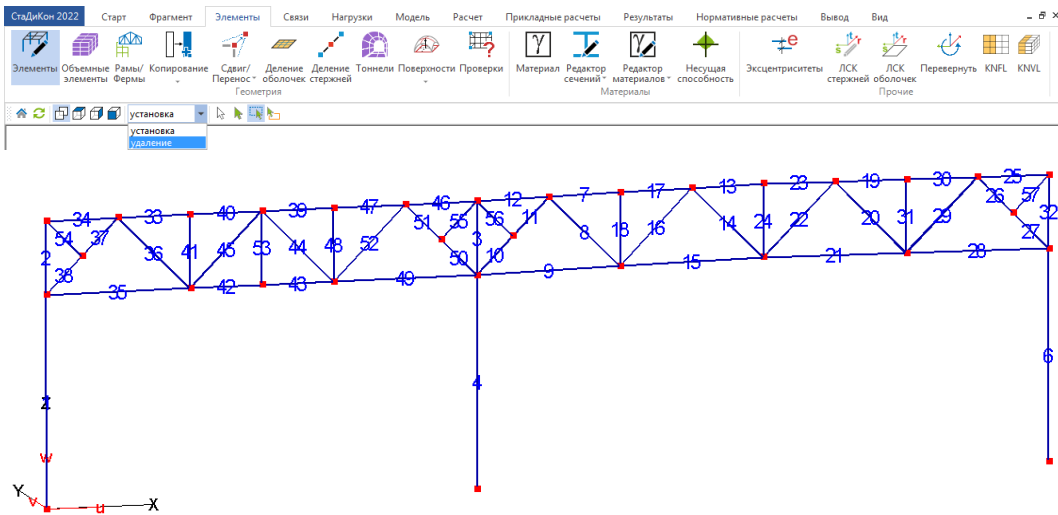 СтаДиКон 2022 Старт Фрагмент Элементы Связи Нагрузки Модель Расчет Прикладные расчеты Результаты Нормативные расчеты Вывод Вид
Элементы Объемные элементы Рамы/ Фермы Копирование Сдвиг/ Перенос Деление оболочек Деление стержней Тоннели Поверхности Проверки Материал Редактор сечений Редактор материалов Несущая способность Эксцентриситеты ЛСК стержней ЛСК оболочек Перевернуть KNFL KNVL
Геометрия Материалы Прочие
установка
установка
удаление
34 33 40 39 47 46 12 7 17 13 23 19 30 25
54 37 36 41 45 53 44 48 52 51 55 3 56 11 8 18 16 14 24 22 20 31 29 26 57 32
2 38 50 10 27
35 42 43 49 9 15 21 28
4 6
Z
w
Y v u X